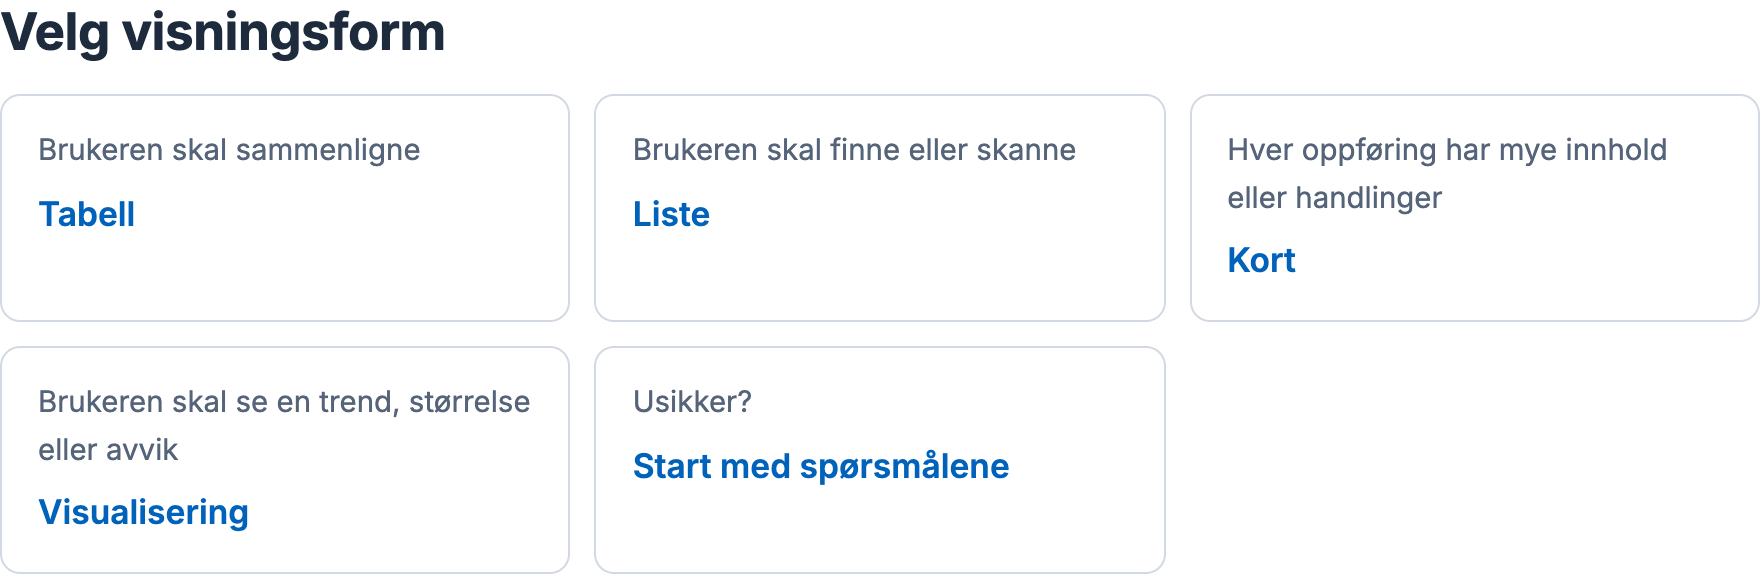 Velg visningsform
Brukeren skal sammenligne
Tabell
Brukeren skal finne eller skanne
Liste
Hver oppføring har mye innhold
eller handlinger
Kort
Brukeren skal se en trend, størrelse
eller avvik
Visualisering
Usikker?
Start med spørsmålene